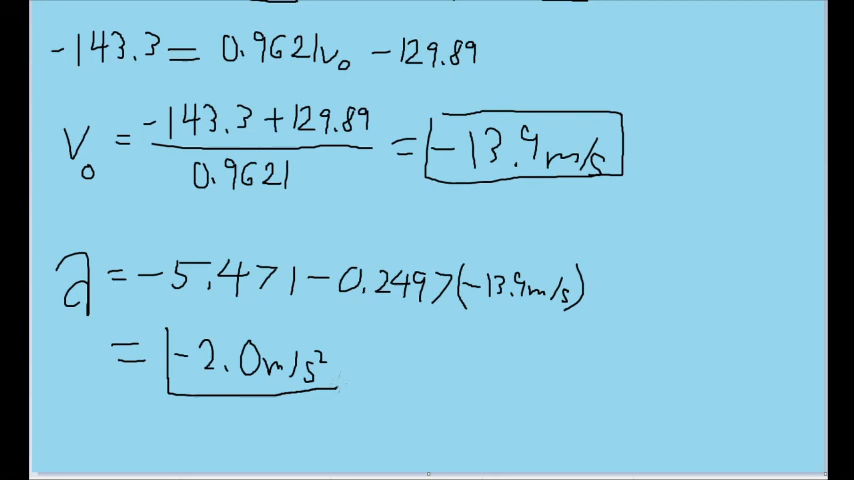 -143.3 = 0.9621v₀ - 129.89
v₀ = (-143.3 + 129.89) / 0.9621 = -13.9 m/s
a = -5.471 - 0.2497(-13.9m/s)
= -2.0 m/s²